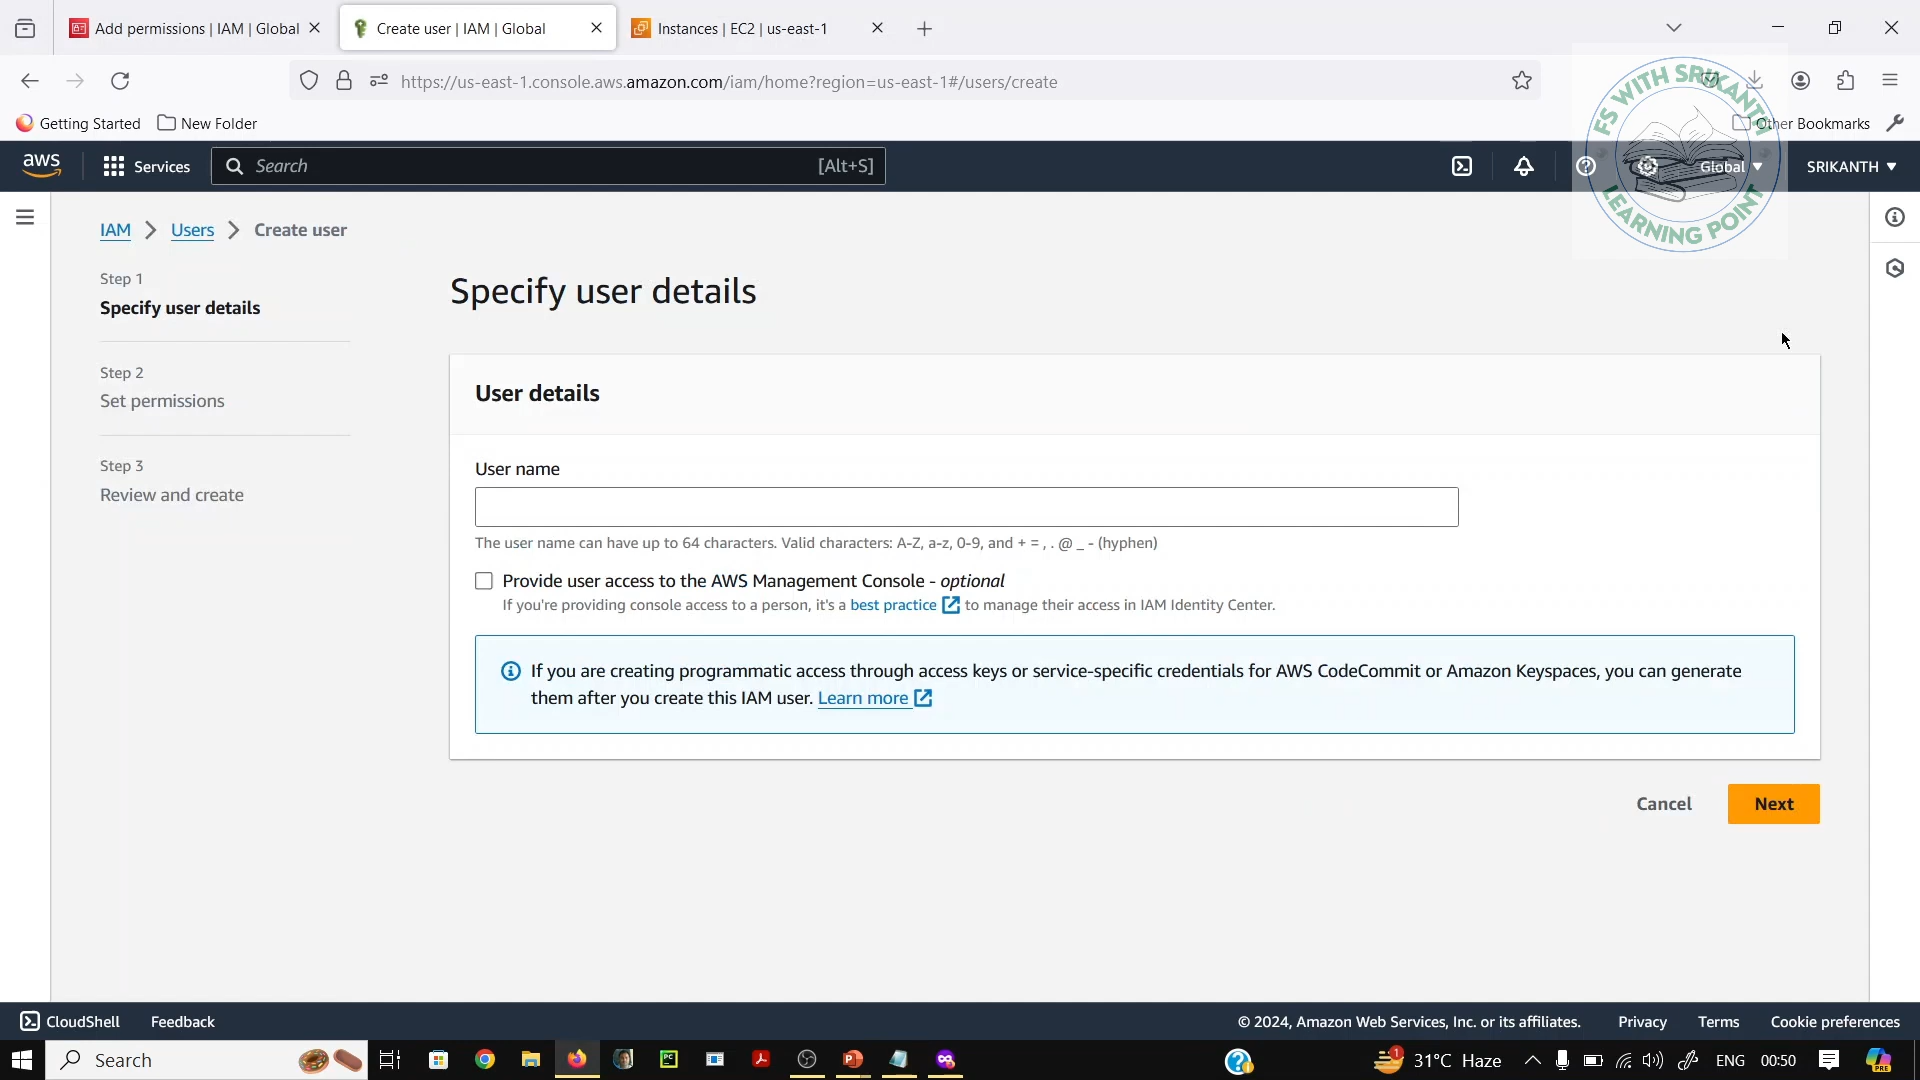 Add permissions | IAM | Global
Create user | IAM | Global
Instances | EC2 | us-east-1
https://us-east-1.console.aws.amazon.com/iam/home?region=us-east-1#/users/create
Getting Started
New Folder
Other Bookmarks
FS WITH SRIKANTH
LEARNING POINT
aws
Services
Search
[Alt+S]
Global
SRIKANTH
IAM
Users
Create user
Step 1
Specify user details
Step 2
Set permissions
Step 3
Review and create
Specify user details
User details
User name
The user name can have up to 64 characters. Valid characters: A-Z, a-z, 0-9, and + = , . @ _ - (hyphen)
Provide user access to the AWS Management Console - optional
If you're providing console access to a person, it's a best practice to manage their access in IAM Identity Center.
If you are creating programmatic access through access keys or service-specific credentials for AWS CodeCommit or Amazon Keyspaces, you can generate
them after you create this IAM user. Learn more
Cancel
Next
CloudShell
Feedback
© 2024, Amazon Web Services, Inc. or its affiliates.
Privacy
Terms
Cookie preferences
Search
PC
1
31°C Haze
ENG
00:50
PRE